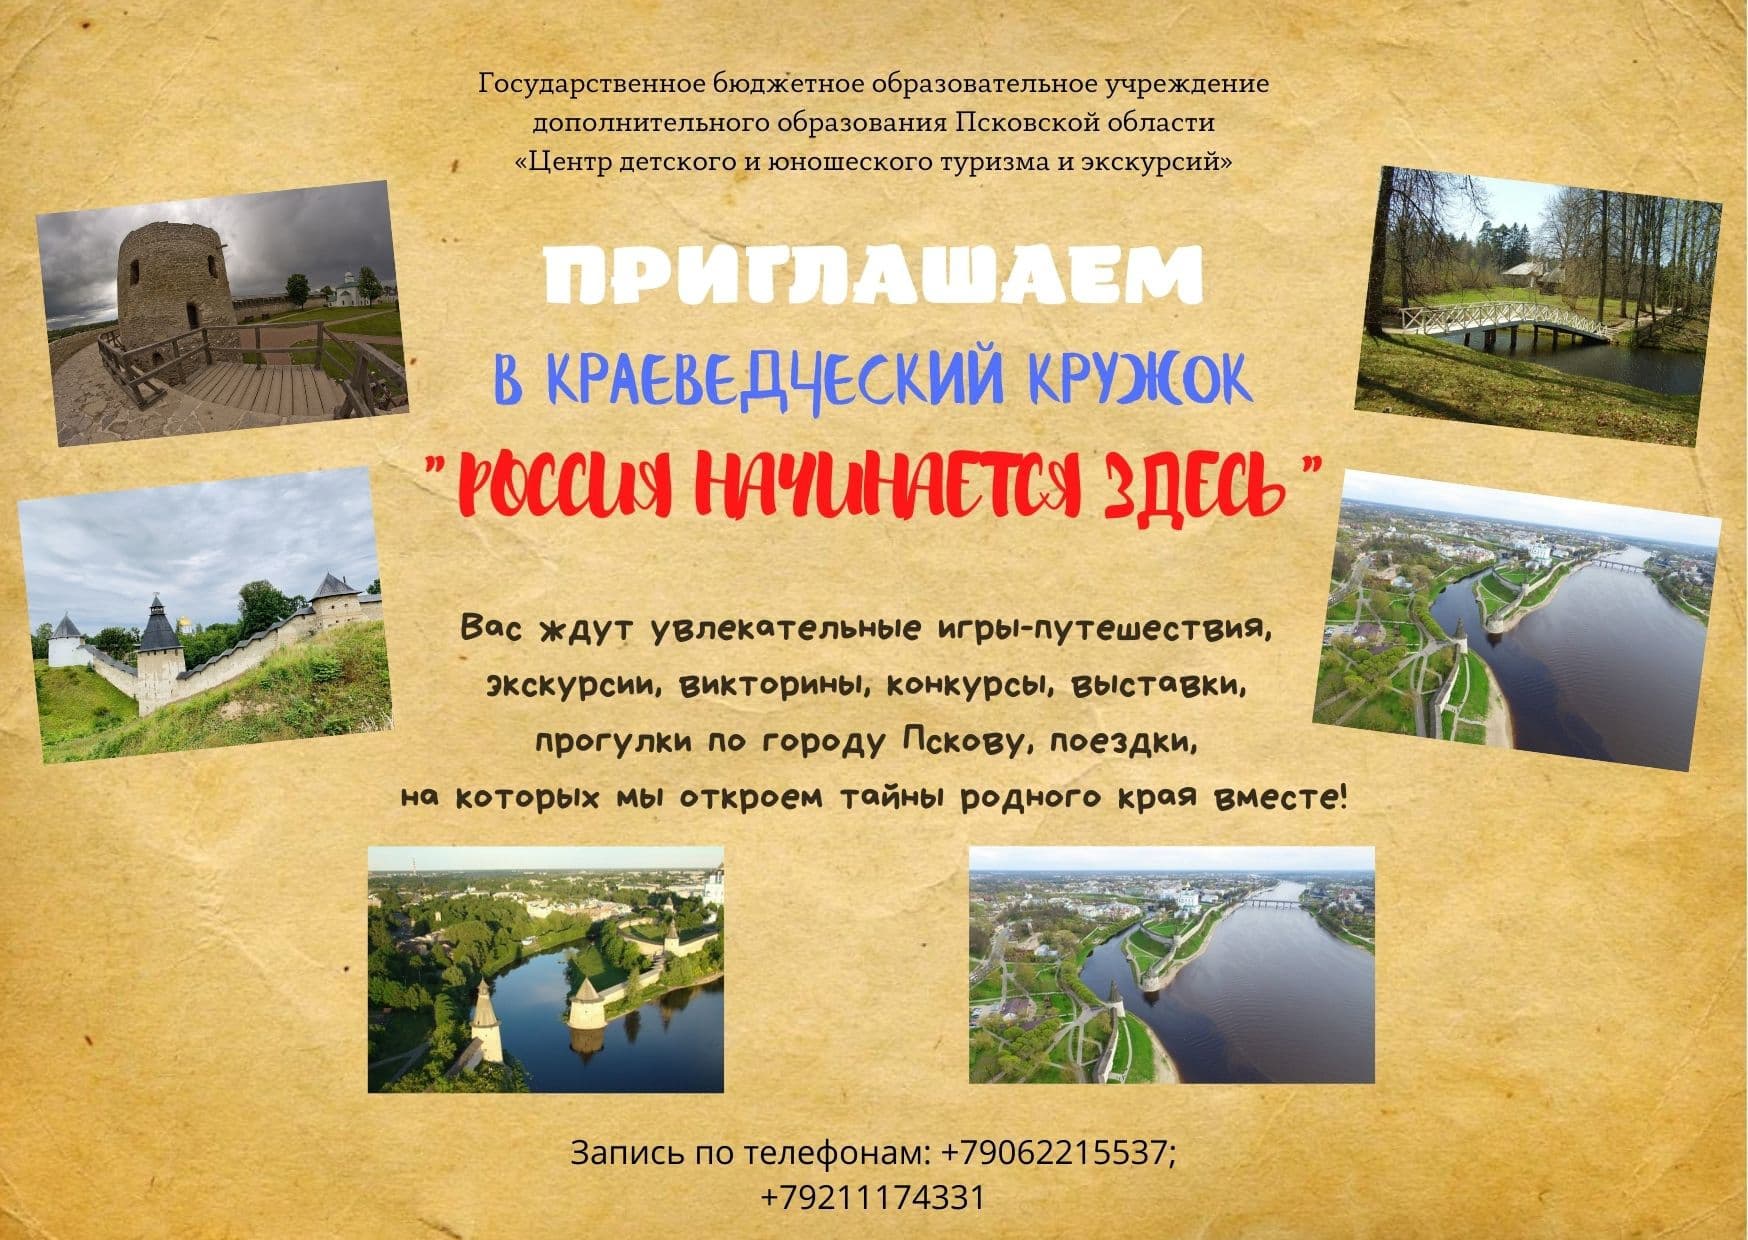 Государственное бюджетное образовательное учреждение
дополнительного образования Псковской области
«Центр детского и юношеского туризма и экскурсий»
ПРИГЛАШАЕМ
В КРАЕВЕДЧЕСКИЙ КРУЖОК
"РОССИЯ НАЧИНАЕТСЯ ЗДЕСЬ"
Вас ждут увлекательные игры-путешествия,
экскурсии, викторины, конкурсы, выставки,
прогулки по городу Пскову, поездки,
на которых мы откроем тайны родного края вместе!
Запись по телефонам: +79062215537;
+79211174331